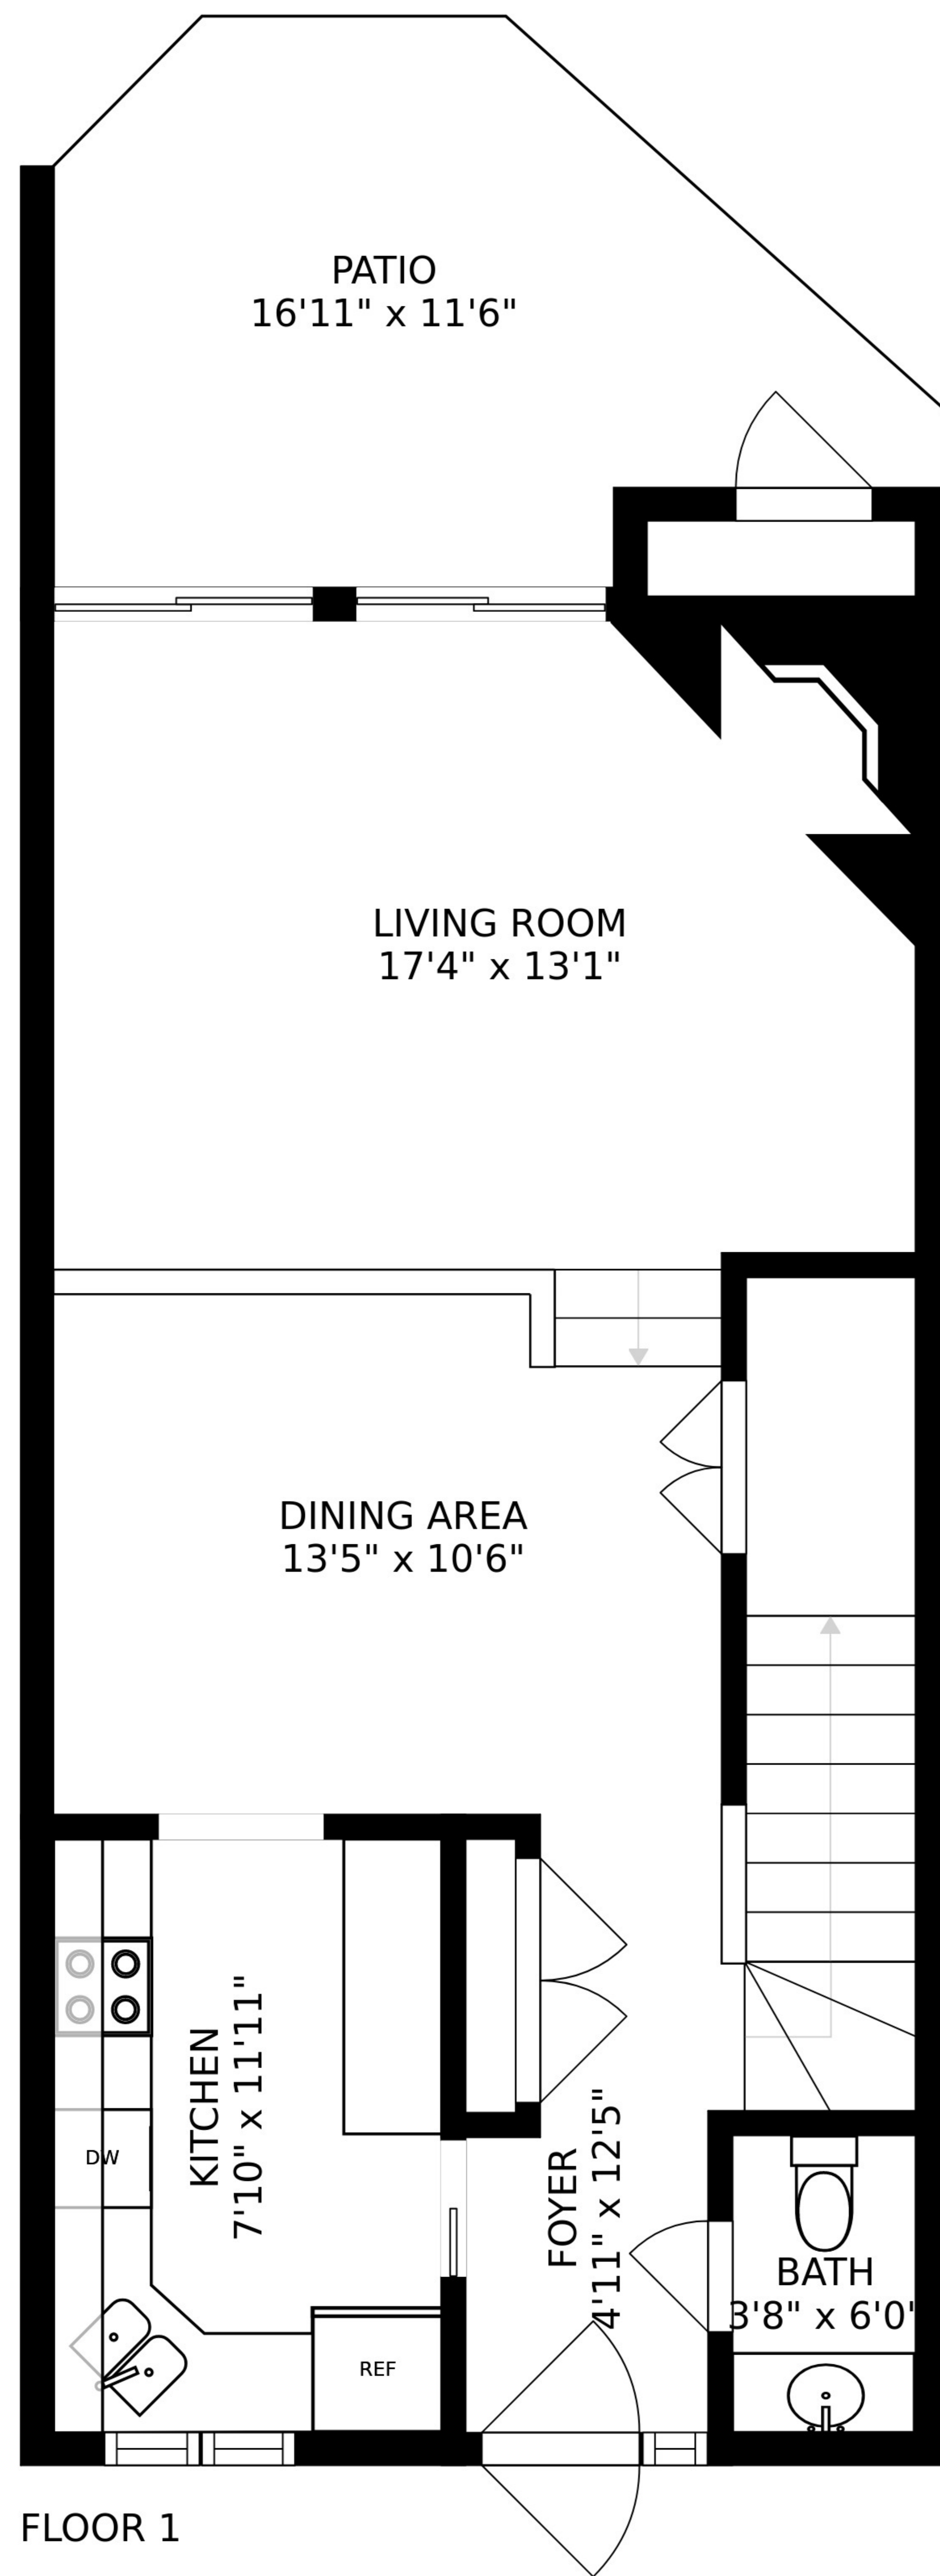 PATIO
16'11" x 11'6"
LIVING ROOM
17'4" x 13'1"
DINING AREA
13'5" x 10'6"
KITCHEN
7'10" x 11'11"
DW
FOYER
4'11" x 12'5"
BATH
3'8" x 6'0"
REF
FLOOR 1